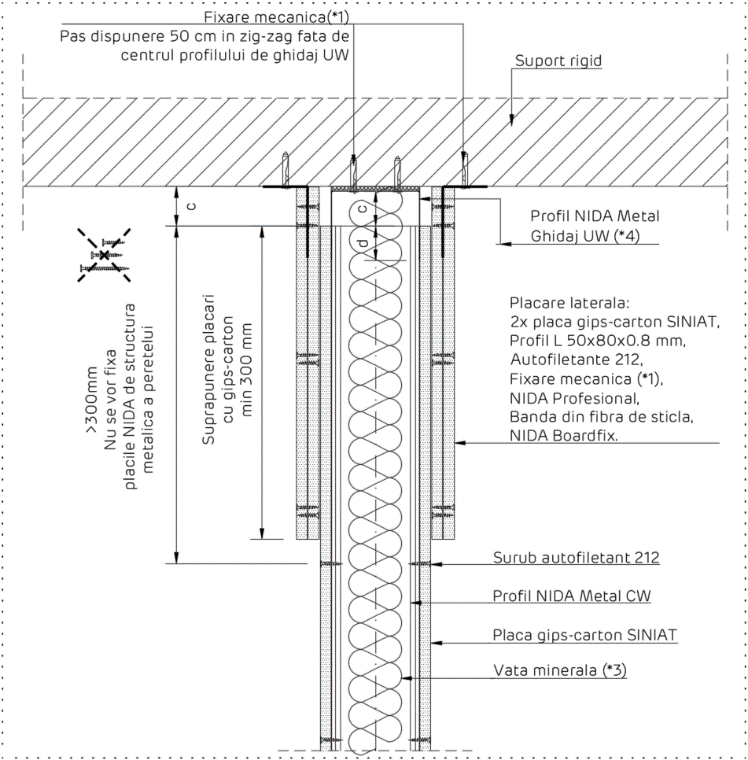 Fixare mecanica(*1)
Pas dispunere 50 cm in zig-zag fata de
centrul profilului de ghidaj UW
Suport rigid
c
c
d
Profil NIDA Metal
Ghidaj UW (*4)
>300mm
Nu se vor fixa
placile NIDA de structura
metalica a peretelui
Suprapunere placari
cu gips-carton
min 300 mm
Placare laterala:
2x placa gips-carton SINIAT,
Profil L 50x80x0.8 mm,
Autofiletante 212,
Fixare mecanica (*1),
NIDA Profesional,
Banda din fibra de sticla,
NIDA Boardfix.
Surub autofiletant 212
Profil NIDA Metal CW
Placa gips-carton SINIAT
Vata minerala (*3)